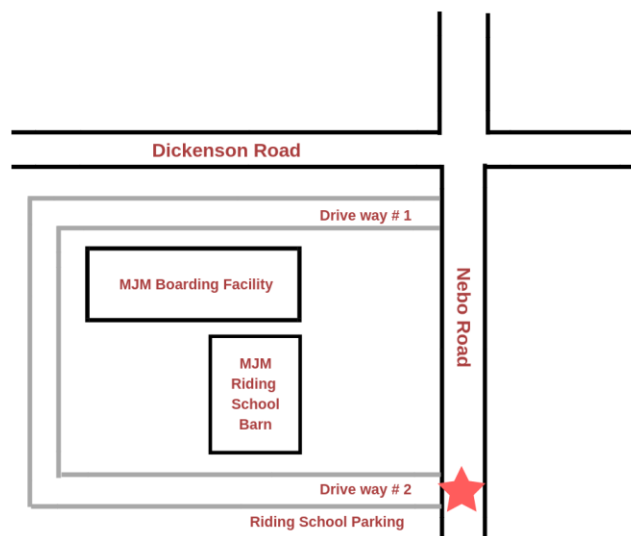 Dickenson Road
Drive way # 1
MJM Boarding Facility
Nebo Road
MJM
Riding
School
Barn
Drive way # 2
Riding School Parking